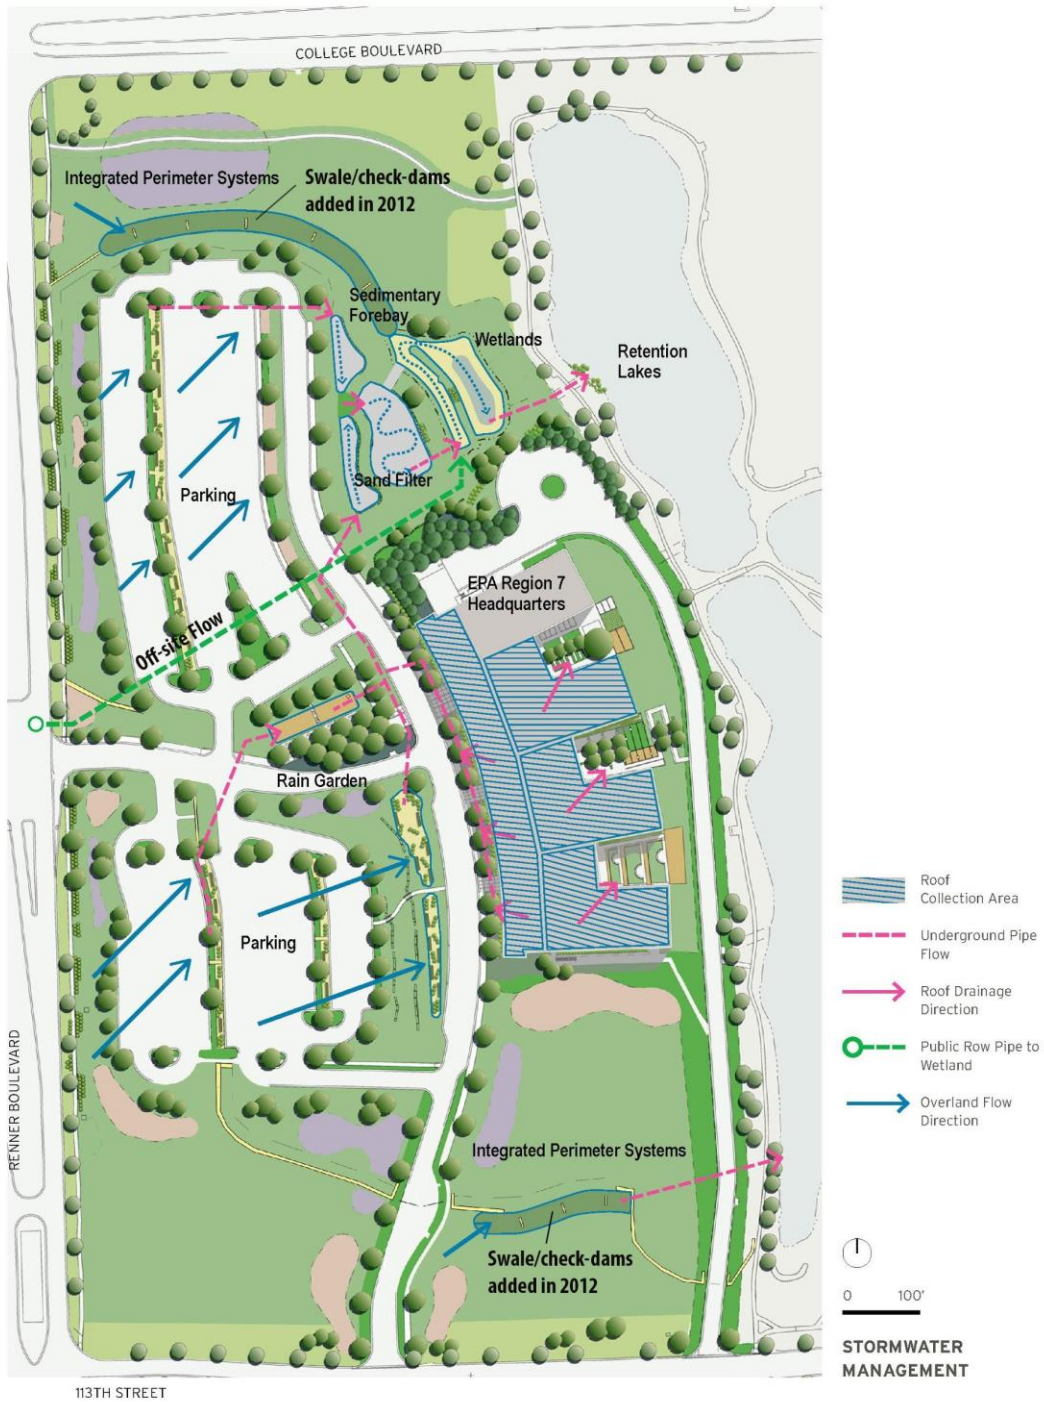 COLLEGE BOULEVARD
Integrated Perimeter Systems
Swale/check-dams
added in 2012
Sedimentary
Forebay
Wetlands
Retention
Lakes
Parking
Sand Filter
EPA Region 7
Headquarters
Off-site Flow
Rain Garden
Parking
RENNER BOULEVARD
Integrated Perimeter Systems
Swale/check-dams
added in 2012
113TH STREET
Roof
Collection Area
Underground Pipe
Flow
Roof Drainage
Direction
Public Row Pipe to
Wetland
Overland Flow
Direction
0 100'
STORMWATER
MANAGEMENT